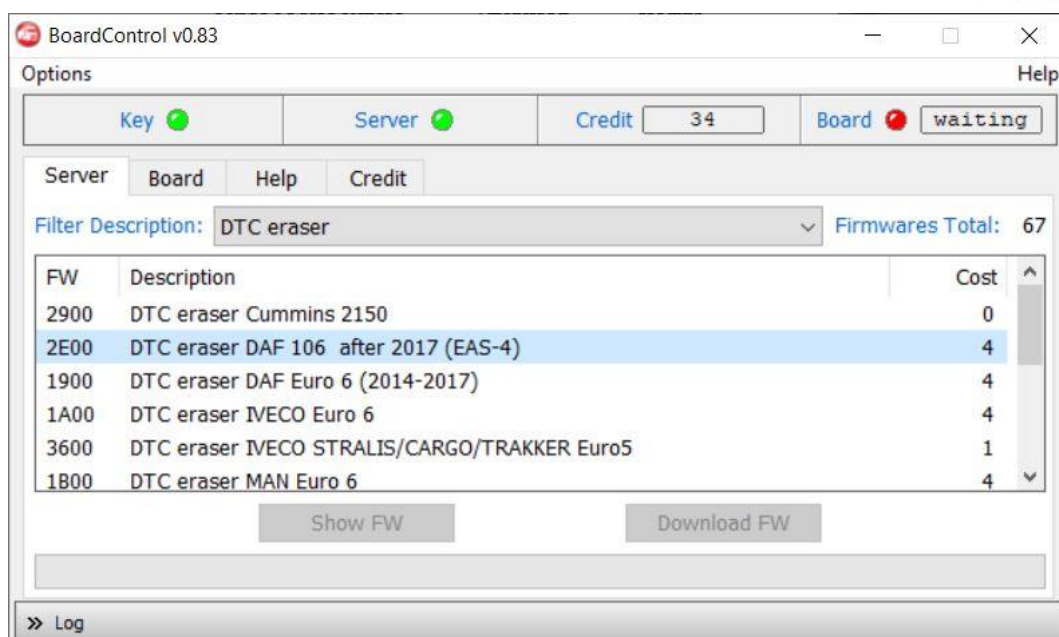 BoardControl v0.83
Options Help
Key Server Credit 34 Board waiting
Server Board Help Credit
Filter Description: DTC eraser Firmwares Total: 67
FW Description Cost
2900 DTC eraser Cummins 2150 0
2E00 DTC eraser DAF 106 after 2017 (EAS-4) 4
1900 DTC eraser DAF Euro 6 (2014-2017) 4
1A00 DTC eraser IVECO Euro 6 4
3600 DTC eraser IVECO STRALIS/CARGO/TRAKKER Euro5 1
1B00 DTC eraser MAN Euro 6 4
Show FW Download FW
» Log